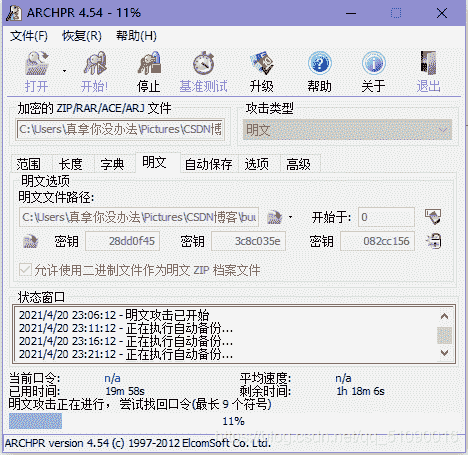 ARCHPR 4.54 - 11%
文件(F) 恢复(R) 帮助(H)
打开 开始! 停止 基准测试 升级 帮助 关于 退出
加密的 ZIP/RAR/ACE/ARJ 文件 攻击类型
C:\Users\真拿你没办法\Pictures\CSDN博 明文
范围 长度 字典 明文 自动保存 选项 高级
明文选项
明文文件路径:
C:\Users\真拿你没办法\Pictures\CSDN博客\buu 开始于: 0
密钥 28dd0f45 密钥 3c8c035e 密钥 082cc156
允许使用二进制文件作为明文 ZIP 档案文件
状态窗口
2021/4/20 23:06:12 - 明文攻击已开始
2021/4/20 23:11:12 - 正在执行自动备份...
2021/4/20 23:16:12 - 正在执行自动备份...
2021/4/20 23:21:12 - 正在执行自动备份...
当前口令: n/a 平均速度: n/a
已用时间: 19m 58s 剩余时间: 1h 18m 6s
明文攻击正在进行，尝试找回口令(最长 9 个符号)
11%
ARCHPR version 4.54 (c) 1997-2012 ElcomSoft Co. Ltd.